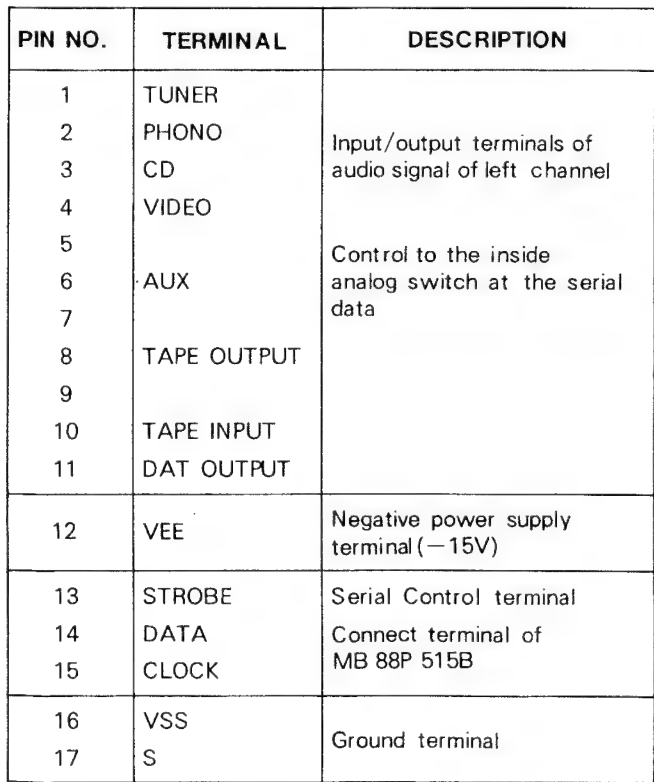 PIN NO. TERMINAL DESCRIPTION
1 TUNER
2 PHONO
3 CD
4 VIDEO
5
6 AUX
7
8 TAPE OUTPUT
9
10 TAPE INPUT
11 DAT OUTPUT
Input/output terminals of
audio signal of left channel
Control to the inside
analog switch at the serial
data
12 VEE
Negative power supply
terminal (−15V)
13 STROBE
14 DATA
15 CLOCK
Serial Control terminal
Connect terminal of
MB 88P 515B
16 VSS
17 S
Ground terminal